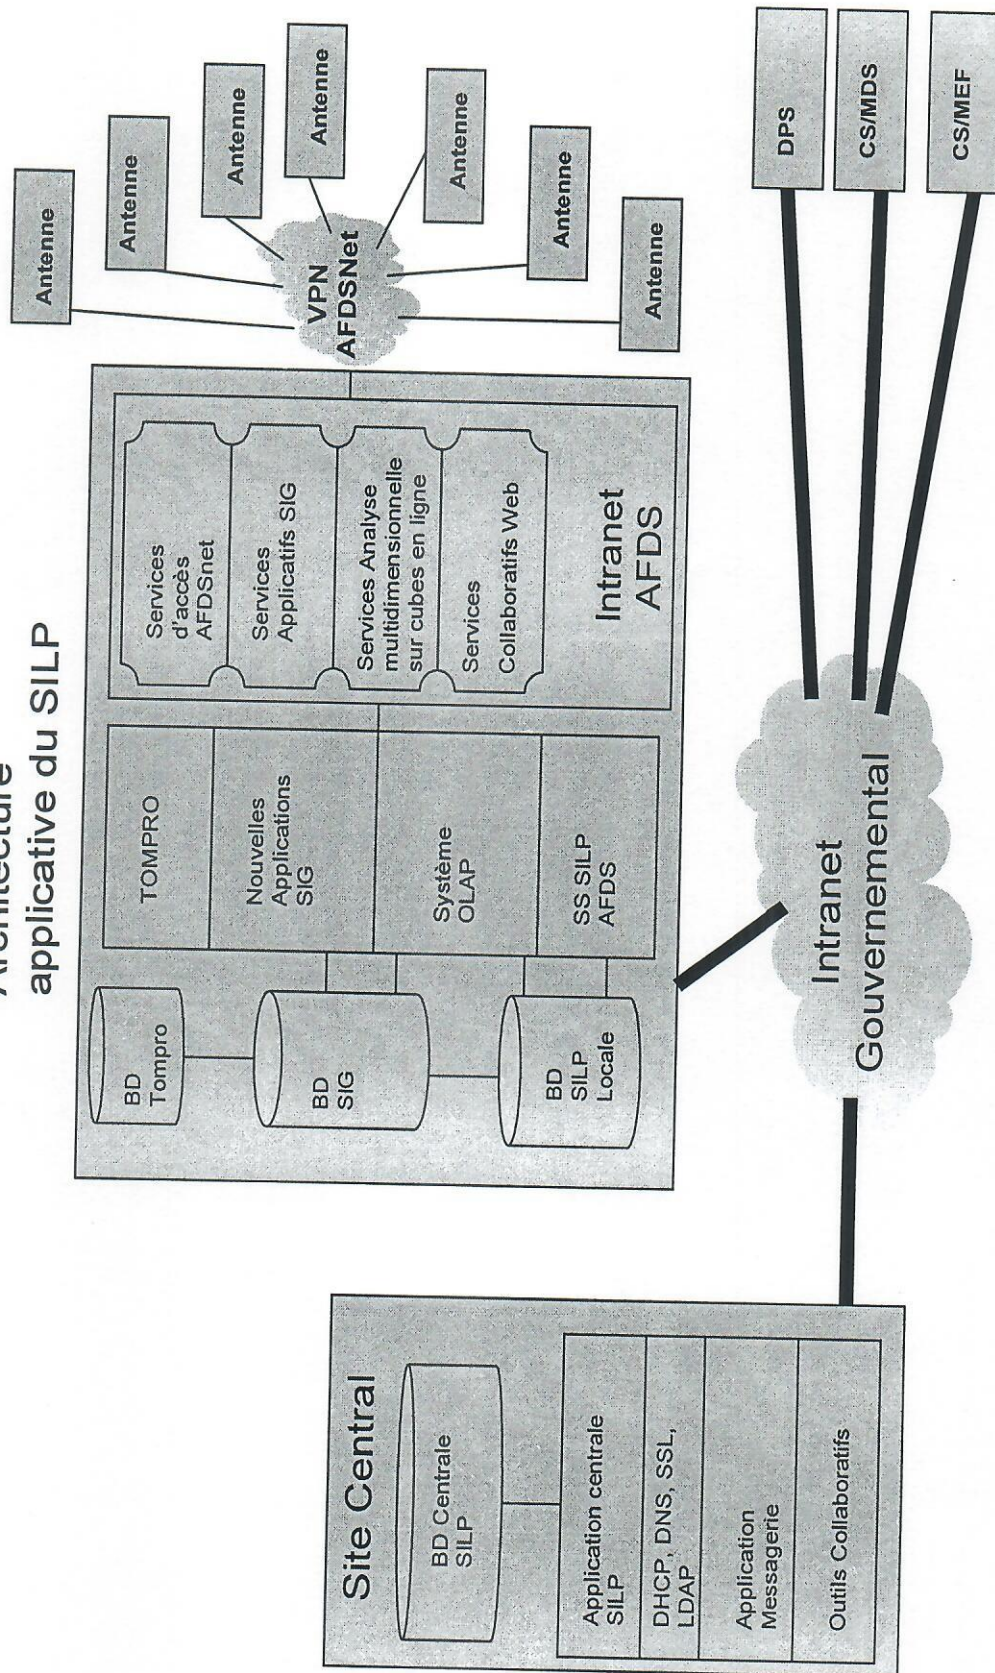 Architecture
applicative du SILP
Site Central
BD Centrale
SILP
Application centrale
SILP
DHCP, DNS, SSL,
LDAP
Application
Messagerie
Outils Collaboratifs
BD
Tompro
BD
SIG
BD
SILP
Locale
TOMPRO
Nouvelles
Applications
SIG
Système
OLAP
SS SILP
AFDS
Services
d'accès
AFDSnet
Services
Applicatifs SIG
Services Analyse
multidimensionnelle
sur cubes en ligne
Services
Collaboratifs Web
Intranet
AFDS
VPN
AFDSNet
Antenne
Antenne
Antenne
Antenne
Antenne
Antenne
Antenne
Intranet
Gouvernemental
DPS
CS/MDS
CS/MEF